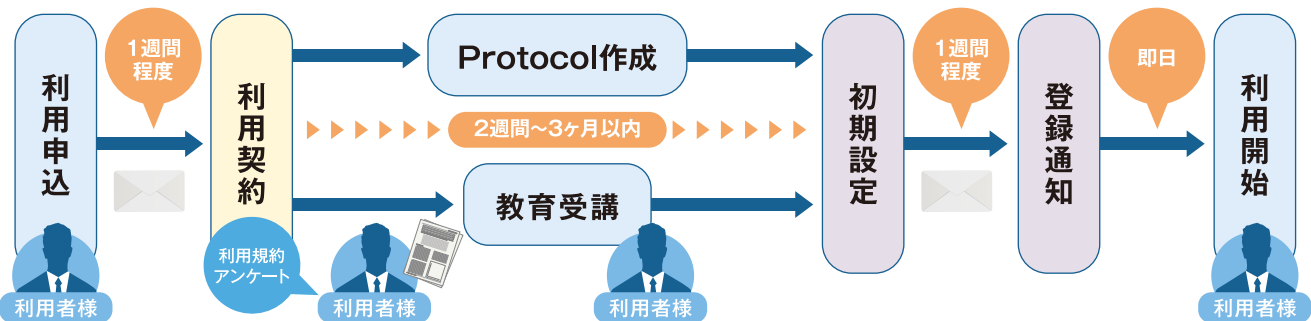 利用申込
1週間
程度
利用契約
Protocol作成
2週間～3ヶ月以内
教育受講
初期設定
1週間
程度
登録通知
即日
利用開始
利用規約
アンケート
利用者様
利用者様
利用者様
利用者様